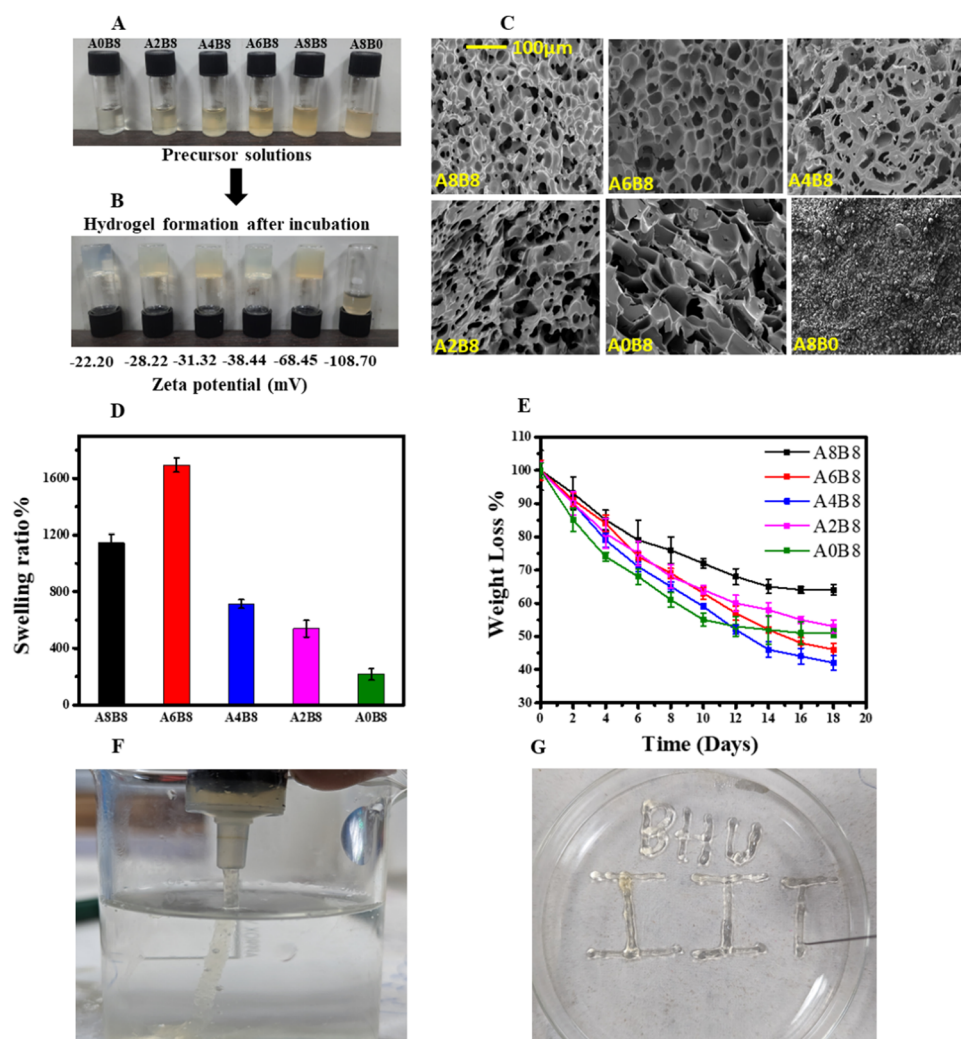 A
A0B8 A2B8 A4B8 A6B8 A8B8 A8B0
Precursor solutions
B
Hydrogel formation after incubation
-22.20 -28.22 -31.32 -38.44 -68.45 -108.70
Zeta potential (mV)
C
100μm
A8B8 A6B8 A4B8
A2B8 A0B8 A8B0
D
Swelling ratio%
1600
1200
800
400
0
A8B8 A6B8 A4B8 A2B8 A0B8
E
Weight Loss %
110
100
90
80
70
60
50
40
30
A8B8
A6B8
A4B8
A2B8
A0B8
0 2 4 6 8 10 12 14 16 18 20
Time (Days)
F
G
BHU
IIT